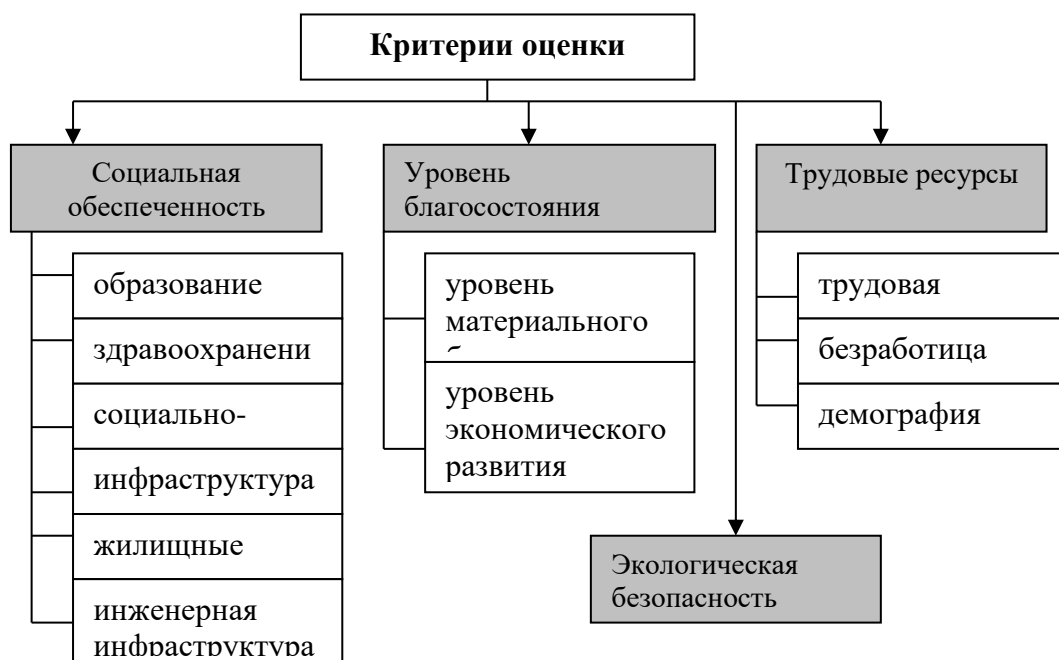 Критерии оценки
Социальная
обеспеченность
образование
здравоохранени
социально-
инфраструктура
жилищные
инженерная
инфраструктура
Уровень
благосостояния
уровень
материального
уровень
экономического
развития
Трудовые ресурсы
трудовая
безработица
демография
Экологическая
безопасность